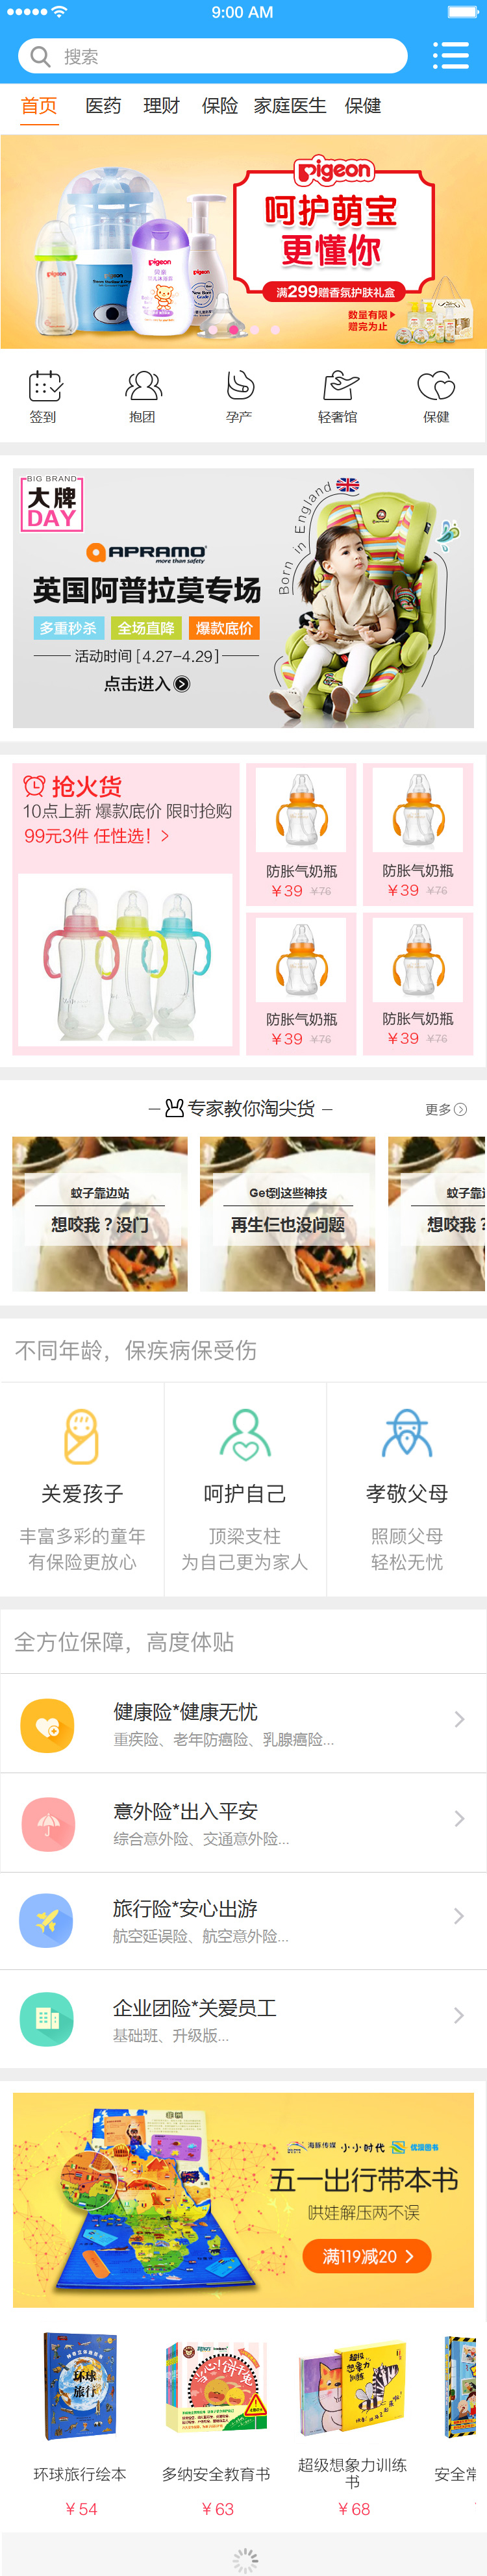 9:00 AM
搜索
首页 医药 理财 保险 家庭医生 保健
Pigeon
呵护萌宝
更懂你
满299赠香氛护肤礼盒
数量有限
赠完为止
签到 抱团 孕产 轻奢馆 保健
BIG BRAND
大牌
DAY
Born in England
APRAMO
more than safety
英国阿普拉莫专场
多重秒杀 全场直降 爆款底价
活动时间 [4.27-4.29]
点击进入
抢火货
10点上新 爆款底价 限时抢购
99元3件 任性选! >
防胀气奶瓶
¥39 ¥76
防胀气奶瓶
¥39 ¥76
防胀气奶瓶
¥39 ¥76
防胀气奶瓶
¥39 ¥76
专家教你淘尖货
更多
蚊子靠边站
想咬我？没门
Get到这些神技
再生仨也没问题
蚊子靠
想咬我？
不同年龄，保疾病保受伤
关爱孩子 呵护自己 孝敬父母
丰富多彩的童年 顶梁支柱 照顾父母
有保险更放心 为自己更为家人 轻松无忧
全方位保障，高度体贴
健康险*健康无忧
重疾险、老年防癌险、乳腺癌险...
意外险*出入平安
综合意外险、交通意外险...
旅行险*安心出游
航空延误险、航空意外险...
企业团险*关爱员工
基础班、升级版...
海豚传媒 小小时代 优活图书
五一出行带本书
哄娃解压两不误
满119减20 >
环球
旅行
超级
想象力
训练
环球旅行绘本 多纳安全教育书 超级想象力训练书 安全常
¥54 ¥63 ¥68